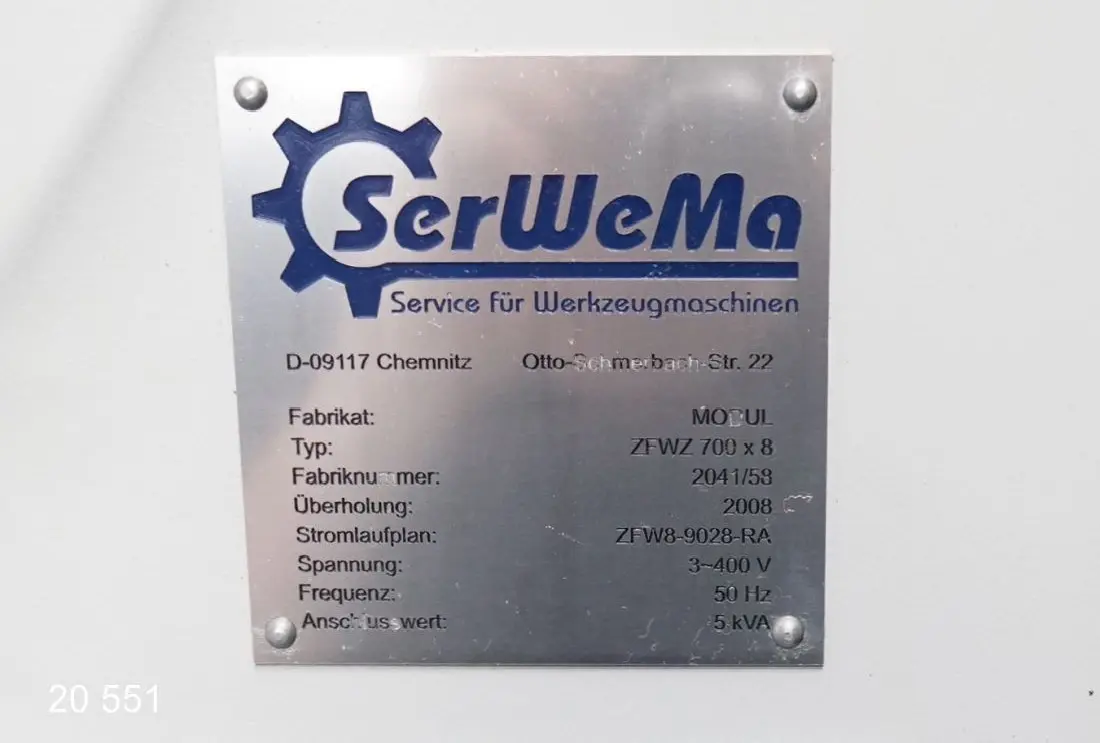 SerWeMa
Service für Werkzeugmaschinen
D-09117 Chemnitz Otto-Schmerbach-Str. 22
Fabrikat: MODUL
Typ: ZFWZ 700 x 8
Fabriknummer: 2041/58
Überholung: 2008
Stromlaufplan: ZFW8-9028-RA
Spannung: 3~400 V
Frequenz: 50 Hz
Anschlusswert: 5 kVA
20 551